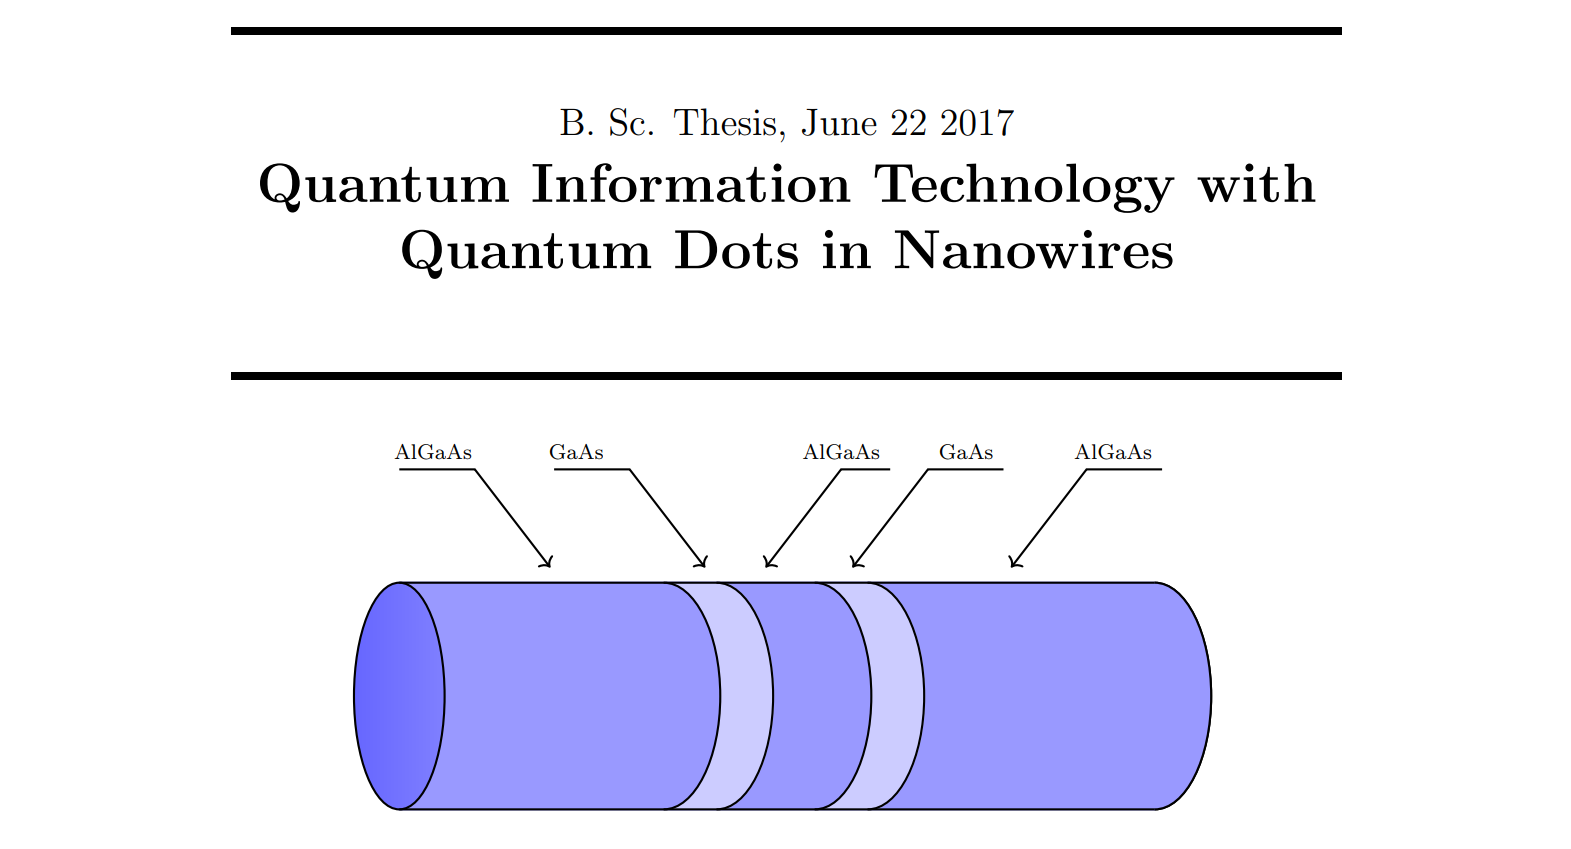 B. Sc. Thesis, June 22 2017
Quantum Information Technology with
Quantum Dots in Nanowires
AlGaAs GaAs AlGaAs GaAs AlGaAs